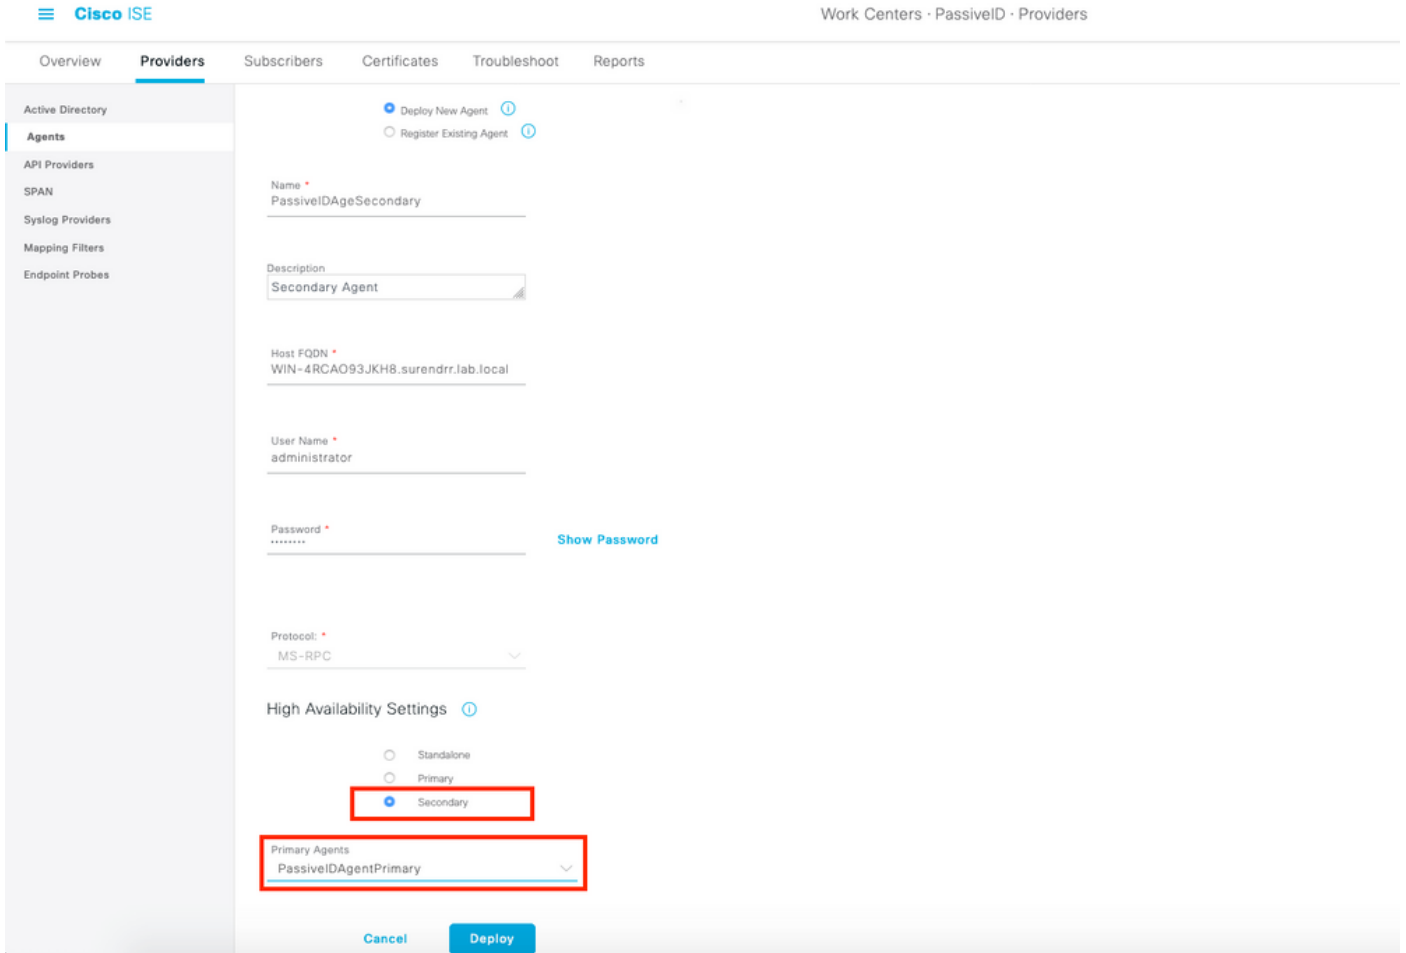 Cisco ISE
Work Centers · PassiveID · Providers
Overview
Providers
Subscribers
Certificates
Troubleshoot
Reports
Active Directory
Agents
API Providers
SPAN
Syslog Providers
Mapping Filters
Endpoint Probes
Deploy New Agent
Register Existing Agent
Name *
PassiveIDAgeSecondary
Description
Secondary Agent
Host FQDN *
WIN-4RCAO93JKH8.surendrr.lab.local
User Name *
administrator
Password *
········
Show Password
Protocol: *
MS-RPC
High Availability Settings
Standalone
Primary
Secondary
Primary Agents
PassiveIDAgentPrimary
Cancel
Deploy